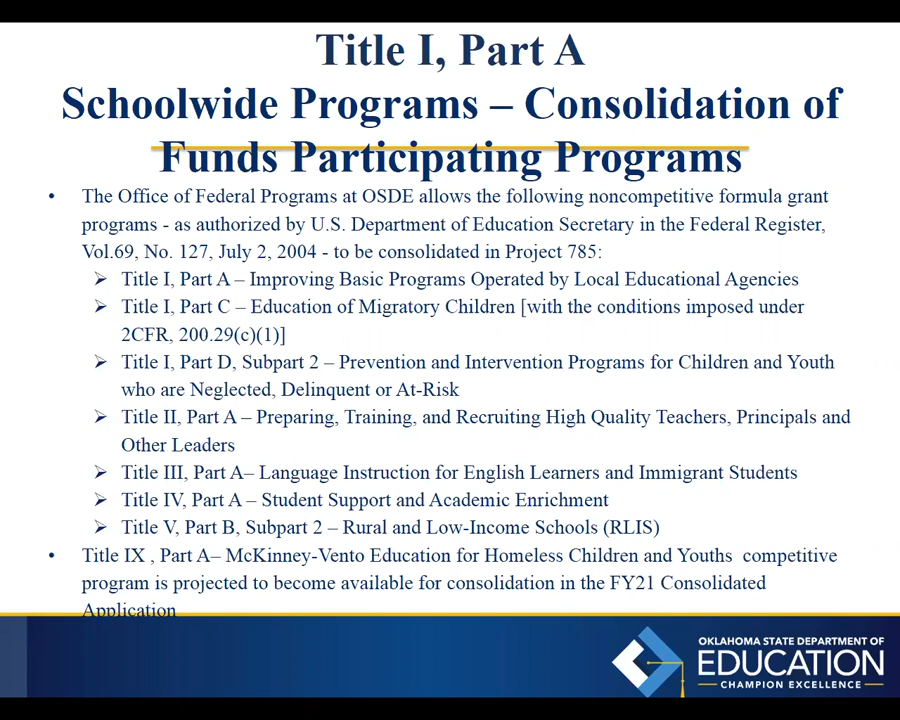 Title I, Part A
Schoolwide Programs – Consolidation of
Funds Participating Programs
• The Office of Federal Programs at OSDE allows the following noncompetitive formula grant
programs - as authorized by U.S. Department of Education Secretary in the Federal Register,
Vol.69, No. 127, July 2, 2004 - to be consolidated in Project 785:
➢ Title I, Part A – Improving Basic Programs Operated by Local Educational Agencies
➢ Title I, Part C – Education of Migratory Children [with the conditions imposed under
2CFR, 200.29(c)(1)]
➢ Title I, Part D, Subpart 2 – Prevention and Intervention Programs for Children and Youth
who are Neglected, Delinquent or At-Risk
➢ Title II, Part A – Preparing, Training, and Recruiting High Quality Teachers, Principals and
Other Leaders
➢ Title III, Part A– Language Instruction for English Learners and Immigrant Students
➢ Title IV, Part A – Student Support and Academic Enrichment
➢ Title V, Part B, Subpart 2 – Rural and Low-Income Schools (RLIS)
• Title IX , Part A– McKinney-Vento Education for Homeless Children and Youths competitive
program is projected to become available for consolidation in the FY21 Consolidated
Application
OKLAHOMA STATE DEPARTMENT OF
EDUCATION
CHAMPION EXCELLENCE